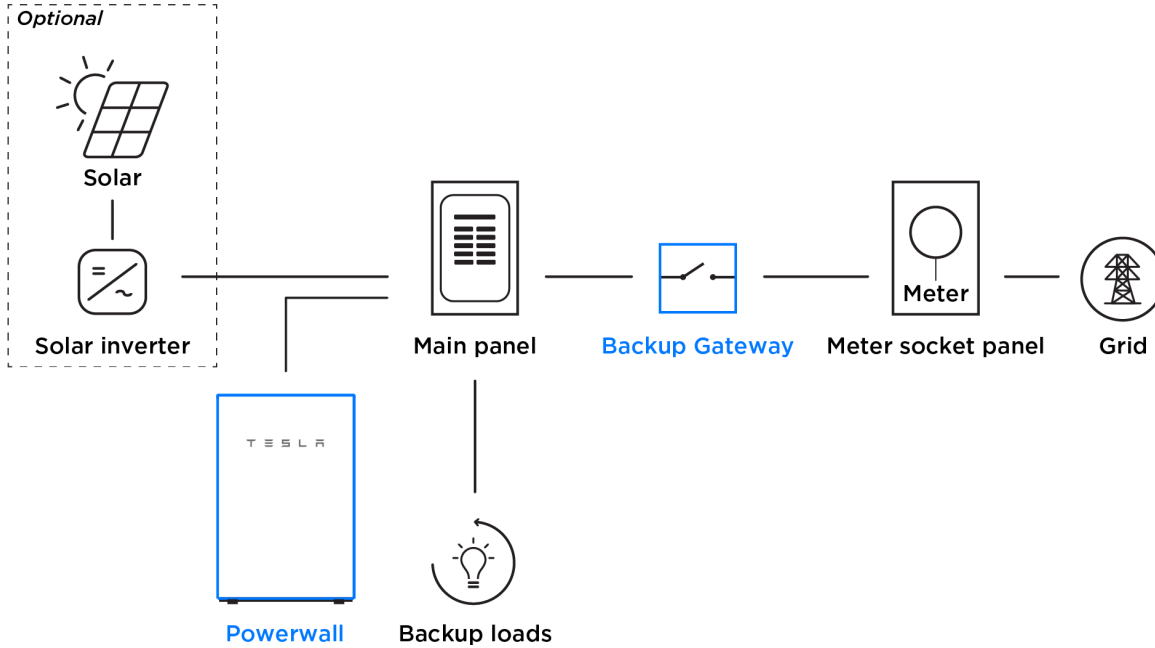 Optional
Solar
Solar inverter
Main panel
Backup Gateway
Meter
Meter socket panel
Grid
TESLA
Powerwall
Backup loads